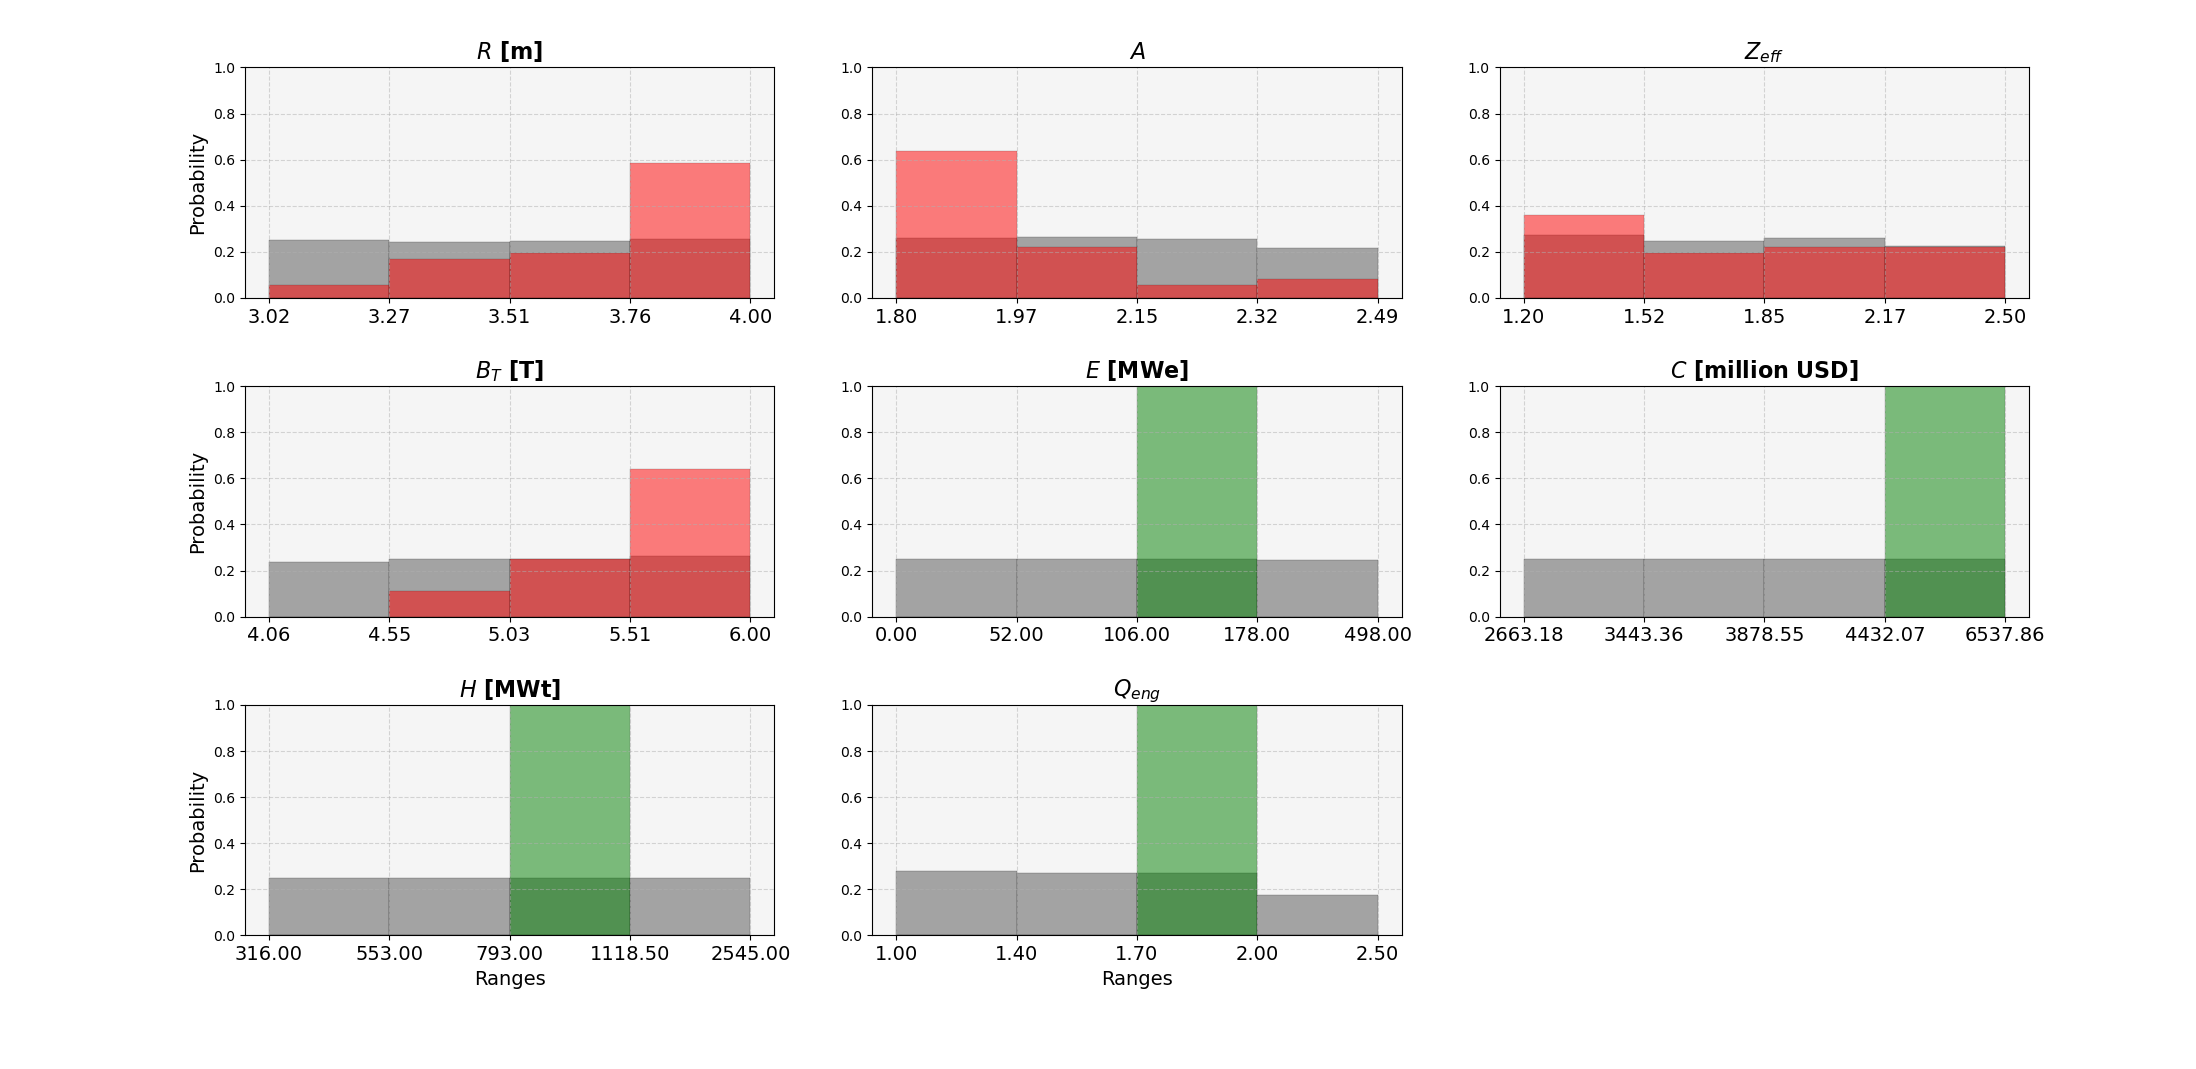 R [m]
Probability
1.0
0.8
0.6
0.4
0.2
0.0
3.02 3.27 3.51 3.76 4.00
A
1.0
0.8
0.6
0.4
0.2
0.0
1.80 1.97 2.15 2.32 2.49
Z_eff
1.0
0.8
0.6
0.4
0.2
0.0
1.20 1.52 1.85 2.17 2.50
B_T [T]
Probability
1.0
0.8
0.6
0.4
0.2
0.0
4.06 4.55 5.03 5.51 6.00
E [MWe]
1.0
0.8
0.6
0.4
0.2
0.0
0.00 52.00 106.00 178.00 498.00
C [million USD]
1.0
0.8
0.6
0.4
0.2
0.0
2663.18 3443.36 3878.55 4432.07 6537.86
H [MWt]
Probability
1.0
0.8
0.6
0.4
0.2
0.0
316.00 553.00 793.00 1118.50 2545.00
Ranges
Q_eng
1.0
0.8
0.6
0.4
0.2
0.0
1.00 1.40 1.70 2.00 2.50
Ranges